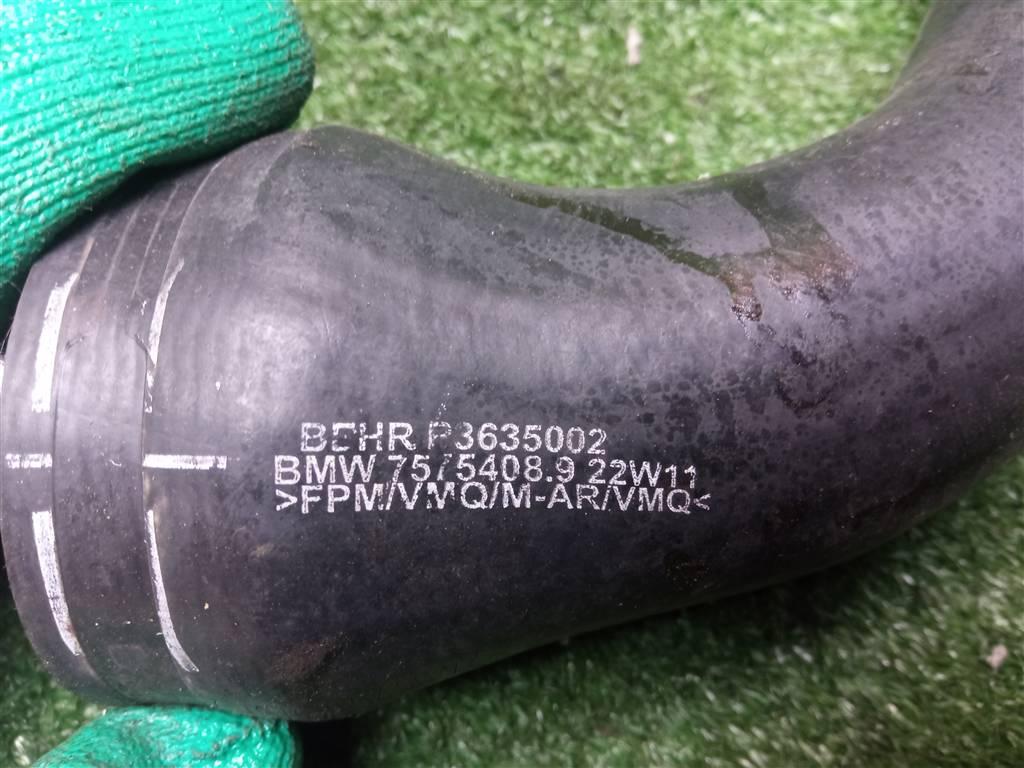 BEHR P3635002
BMW 7575408.9 22W11
>FPM/VMQ/M-AR/VMQ<